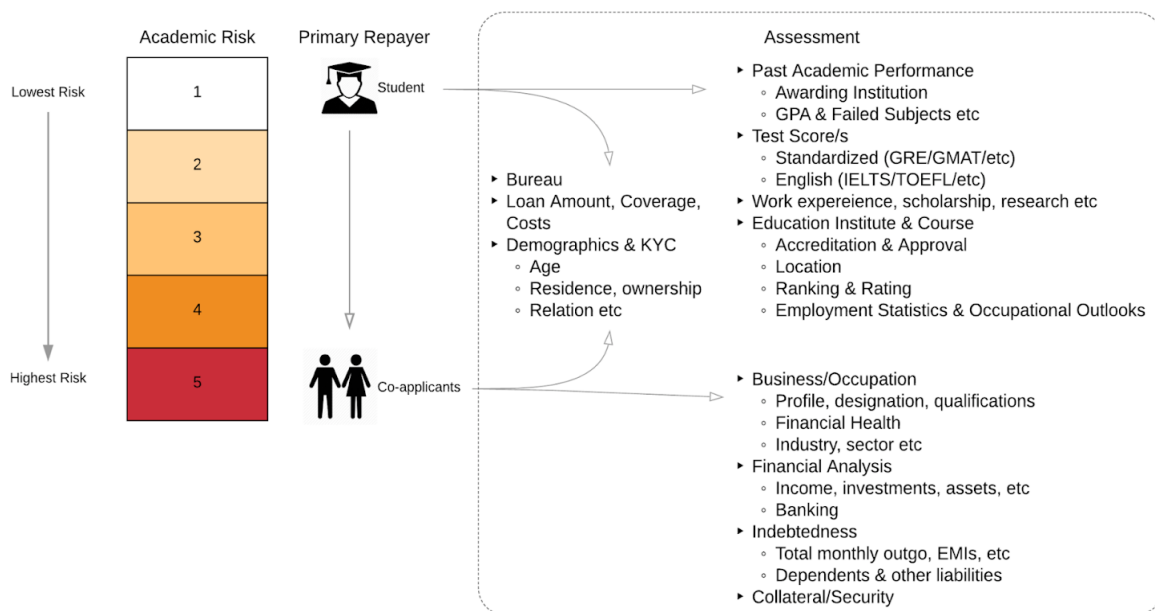 Academic Risk
Primary Repayer
Assessment
Lowest Risk
Highest Risk
1
2
3
4
5
Student
Co-applicants
‣ Bureau
‣ Loan Amount, Coverage,
Costs
‣ Demographics & KYC
◦ Age
◦ Residence, ownership
◦ Relation etc
‣ Past Academic Performance
◦ Awarding Institution
◦ GPA & Failed Subjects etc
‣ Test Score/s
◦ Standardized (GRE/GMAT/etc)
◦ English (IELTS/TOEFL/etc)
‣ Work expereience, scholarship, research etc
‣ Education Institute & Course
◦ Accreditation & Approval
◦ Location
◦ Ranking & Rating
◦ Employment Statistics & Occupational Outlooks
‣ Business/Occupation
◦ Profile, designation, qualifications
◦ Financial Health
◦ Industry, sector etc
‣ Financial Analysis
◦ Income, investments, assets, etc
◦ Banking
‣ Indebtedness
◦ Total monthly outgo, EMIs, etc
◦ Dependents & other liabilities
‣ Collateral/Security